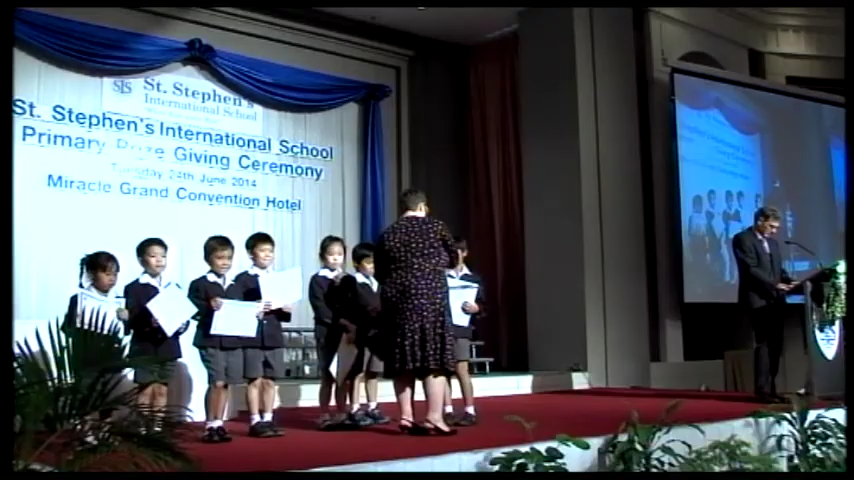 SIS
St. Stephen's
International School
St. Stephen's International School
Primary Prize Giving Ceremony
Tuesday 24th June 2014
Miracle Grand Convention Hotel